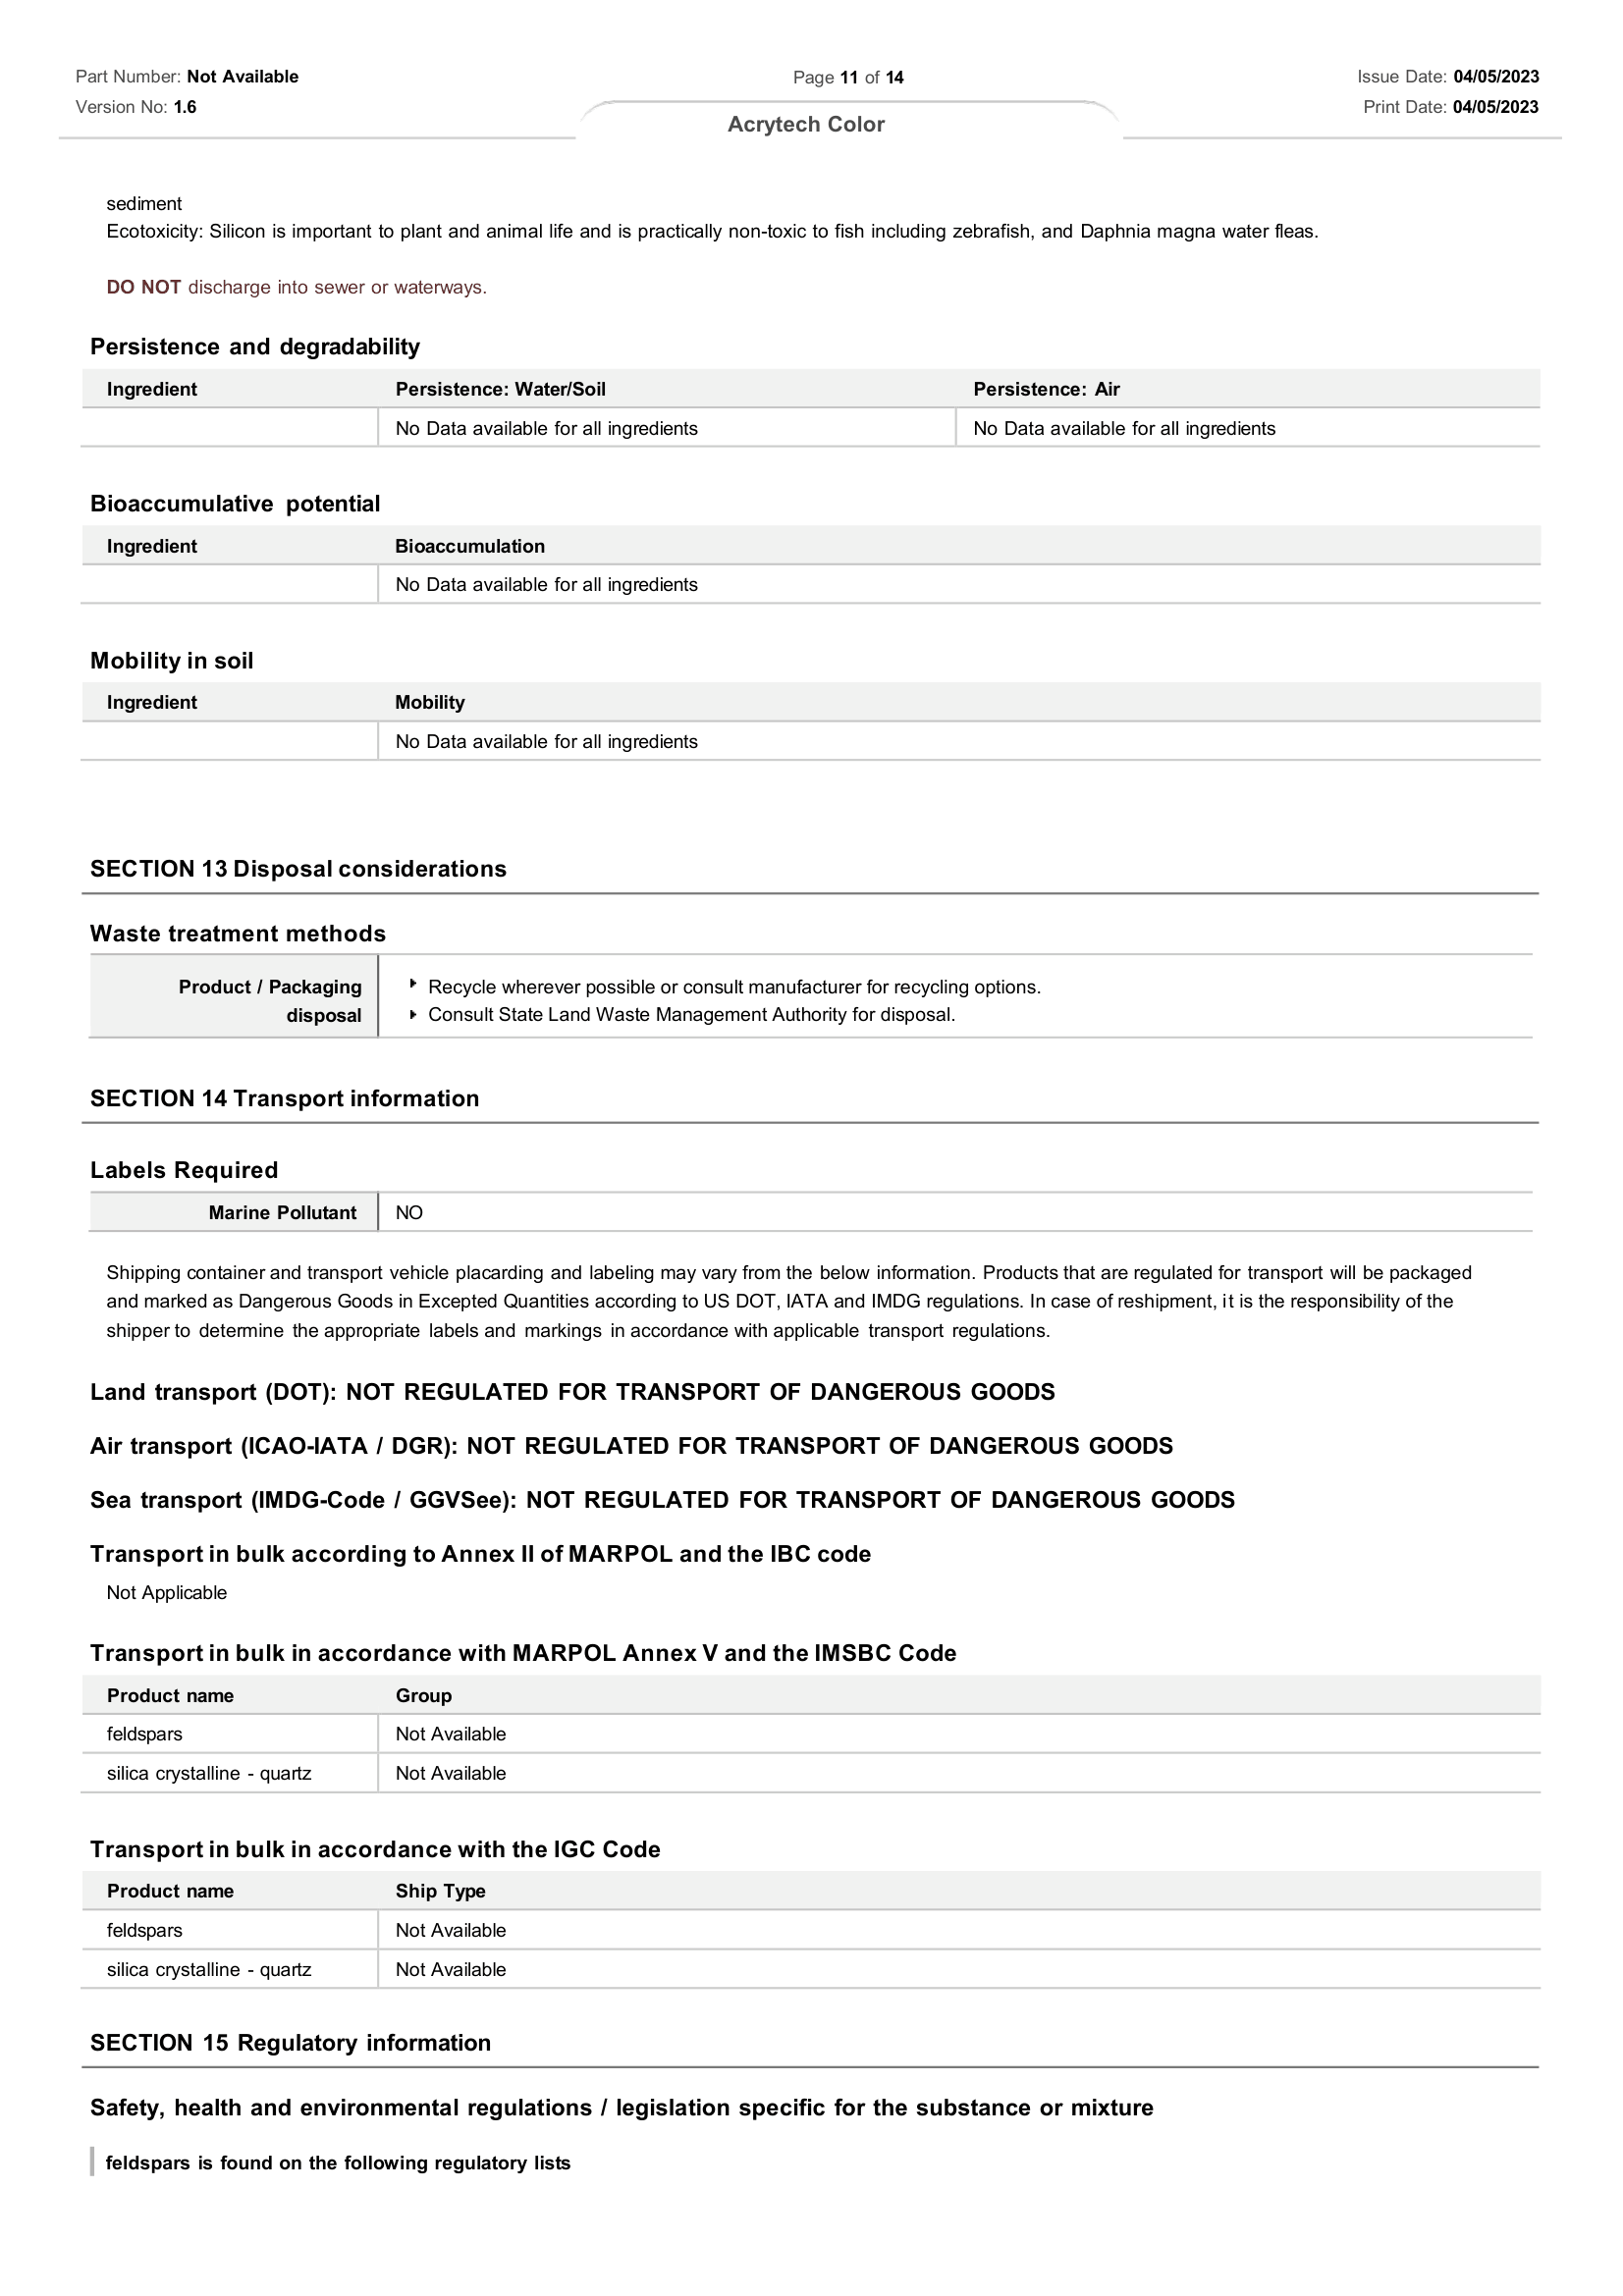 Part Number: Not Available
Page 11 of 14
Issue Date: 04/05/2023
Version No: 1.6
Print Date: 04/05/2023
Acrytech Color
sediment
Ecotoxicity: Silicon is important to plant and animal life and is practically non-toxic to fish including zebrafish, and Daphnia magna water fleas.
DO NOT discharge into sewer or waterways.
Persistence and degradability
Ingredient Persistence: Water/Soil Persistence: Air
No Data available for all ingredients No Data available for all ingredients
Bioaccumulative potential
Ingredient Bioaccumulation
No Data available for all ingredients
Mobility in soil
Ingredient Mobility
No Data available for all ingredients
SECTION 13 Disposal considerations
Waste treatment methods
Product / Packaging disposal
Recycle wherever possible or consult manufacturer for recycling options.
Consult State Land Waste Management Authority for disposal.
SECTION 14 Transport information
Labels Required
Marine Pollutant NO
Shipping container and transport vehicle placarding and labeling may vary from the below information. Products that are regulated for transport will be packaged
and marked as Dangerous Goods in Excepted Quantities according to US DOT, IATA and IMDG regulations. In case of reshipment, it is the responsibility of the
shipper to determine the appropriate labels and markings in accordance with applicable transport regulations.
Land transport (DOT): NOT REGULATED FOR TRANSPORT OF DANGEROUS GOODS
Air transport (ICAO-IATA / DGR): NOT REGULATED FOR TRANSPORT OF DANGEROUS GOODS
Sea transport (IMDG-Code / GGVSee): NOT REGULATED FOR TRANSPORT OF DANGEROUS GOODS
Transport in bulk according to Annex II of MARPOL and the IBC code
Not Applicable
Transport in bulk in accordance with MARPOL Annex V and the IMSBC Code
Product name Group
feldspars Not Available
silica crystalline - quartz Not Available
Transport in bulk in accordance with the IGC Code
Product name Ship Type
feldspars Not Available
silica crystalline - quartz Not Available
SECTION 15 Regulatory information
Safety, health and environmental regulations / legislation specific for the substance or mixture
feldspars is found on the following regulatory lists